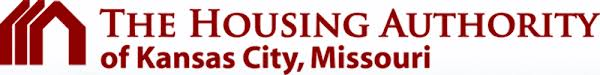 The Housing Authority
of Kansas City, Missouri